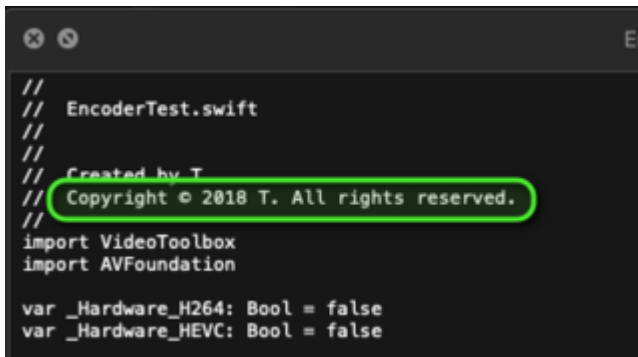 E
//
// EncoderTest.swift
//
//
// Created by T
// Copyright © 2018 T. All rights reserved.
//
import VideoToolbox
import AVFoundation
var _Hardware_H264: Bool = false
var _Hardware_HEVC: Bool = false